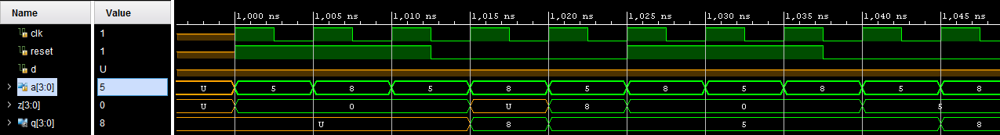 Name Value 1,000 ns 1,005 ns 1,010 ns 1,015 ns 1,020 ns 1,025 ns 1,030 ns 1,035 ns 1,040 ns 1,045 ns
clk 1
reset 1
d U
a[3:0] 5 U 5 8 5 8 5 8 5 8 5 8
z[3:0] 0 U 0 U 8 0 5
q[3:0] 8 U 8 5 8